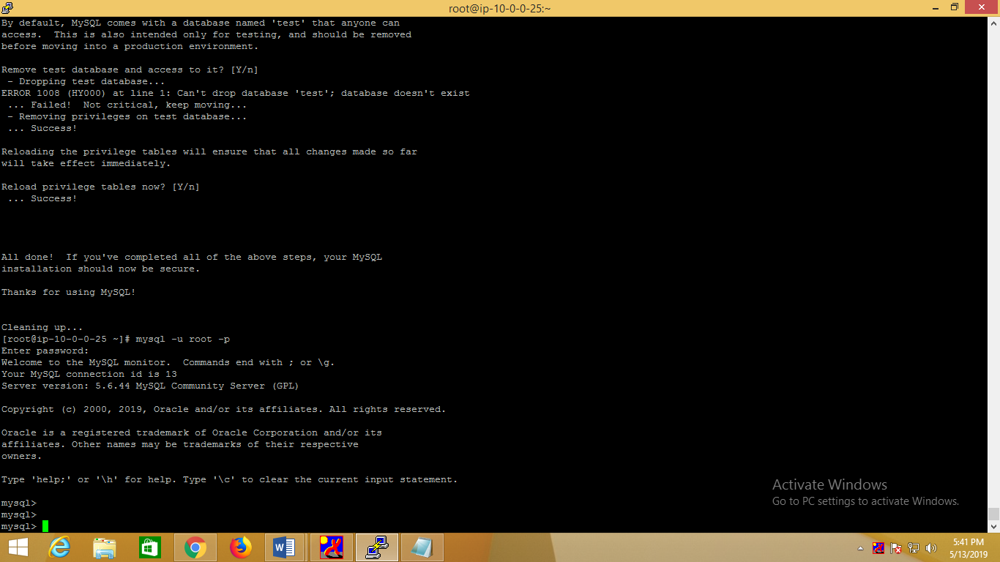 root@ip-10-0-0-25:~
By default, MySQL comes with a database named 'test' that anyone can
access.  This is also intended only for testing, and should be removed
before moving into a production environment.
Remove test database and access to it? [Y/n]
 - Dropping test database...
ERROR 1008 (HY000) at line 1: Can't drop database 'test'; database doesn't exist
 ... Failed!  Not critical, keep moving...
 - Removing privileges on test database...
 ... Success!
Reloading the privilege tables will ensure that all changes made so far
will take effect immediately.
Reload privilege tables now? [Y/n]
 ... Success!
All done!  If you've completed all of the above steps, your MySQL
installation should now be secure.
Thanks for using MySQL!
Cleaning up...
[root@ip-10-0-0-25 ~]# mysql -u root -p
Enter password:
Welcome to the MySQL monitor.  Commands end with ; or \g.
Your MySQL connection id is 13
Server version: 5.6.44 MySQL Community Server (GPL)
Copyright (c) 2000, 2019, Oracle and/or its affiliates. All rights reserved.
Oracle is a registered trademark of Oracle Corporation and/or its
affiliates. Other names may be trademarks of their respective
owners.
Type 'help;' or '\h' for help. Type '\c' to clear the current input statement.
mysql>
mysql>
mysql>
Activate Windows
Go to PC settings to activate Windows.
5:41 PM
5/13/2019